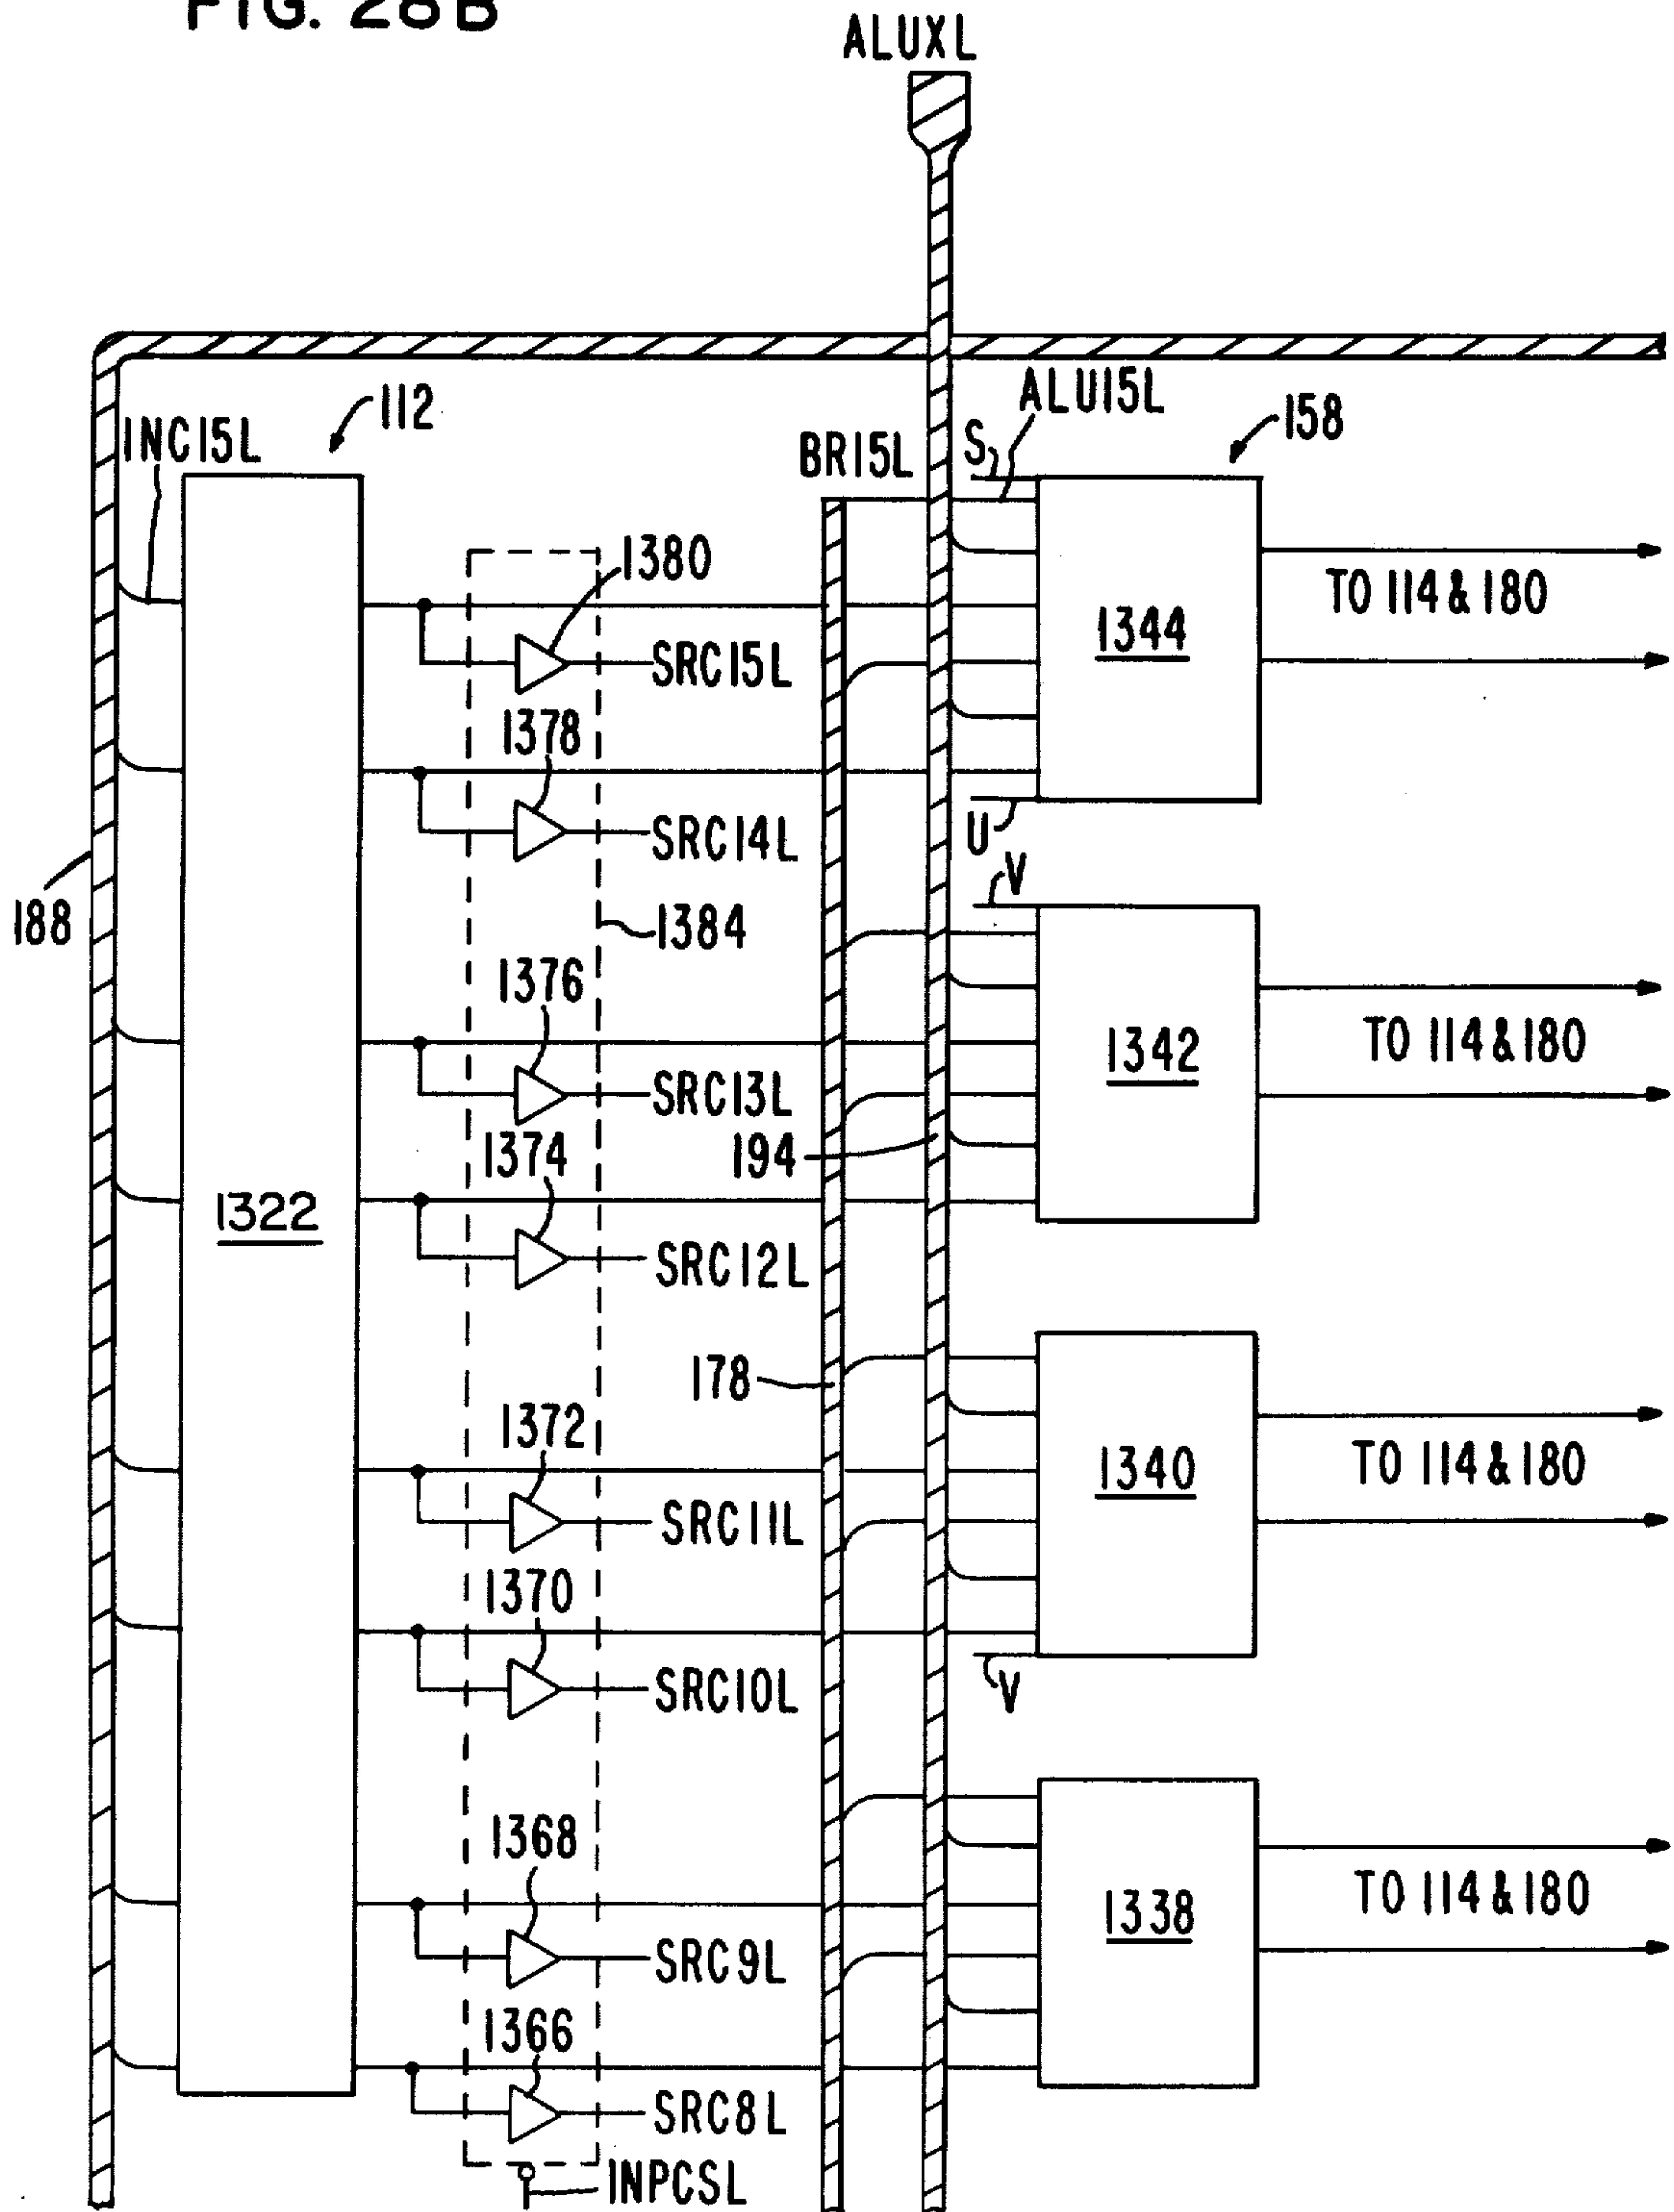 FIG. 28B
ALUXL
ALU15L
112
158
INC15L
S
BR15L
1380
TO 114 & 180
1344
SRC15L
1378
U
SRC14L
V
188
1384
1376
TO 114 & 180
1342
SRC13L
1374
194
1322
SRC12L
178
1372
1340
TO 114 & 180
SRC11L
1370
SRC10L
V
1368
1338
TO 114 & 180
SRC9L
1366
SRC8L
INPCSL